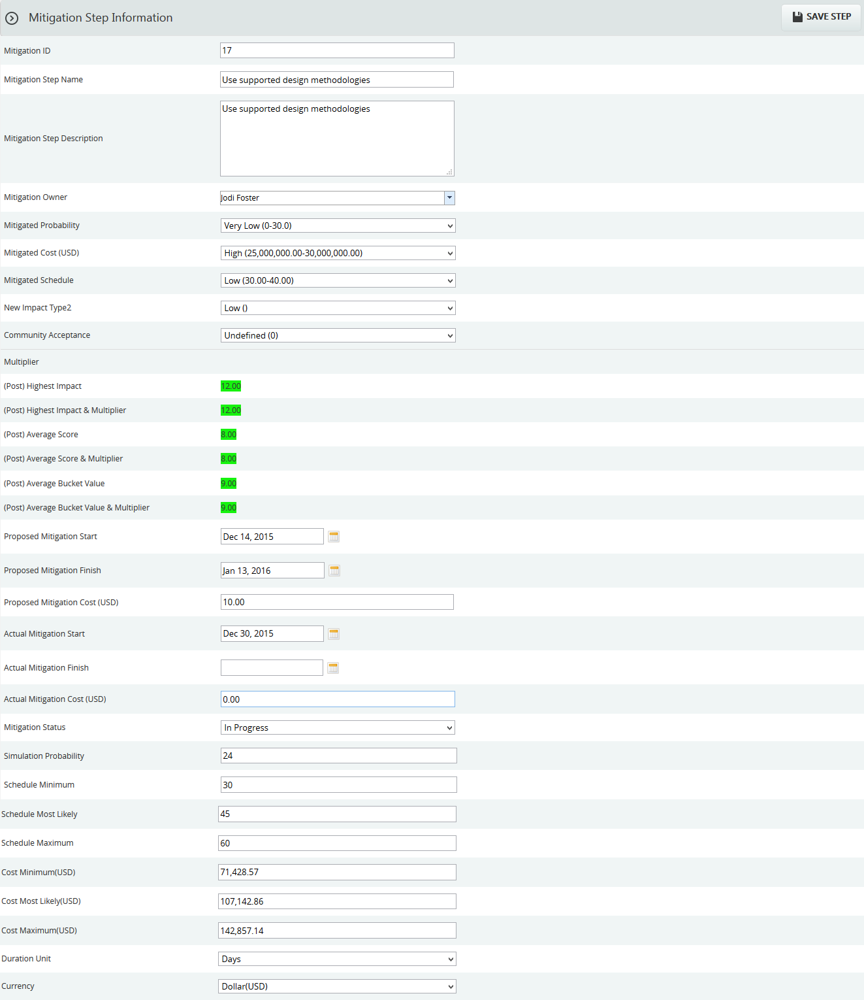 Mitigation Step Information
SAVE STEP
Mitigation ID
17
Mitigation Step Name
Use supported design methodologies
Mitigation Step Description
Use supported design methodologies
Mitigation Owner
Jodi Foster
Mitigated Probability
Very Low (0-30.0)
Mitigated Cost (USD)
High (25,000,000.00-30,000,000.00)
Mitigated Schedule
Low (30.00-40.00)
New Impact Type2
Low ()
Community Acceptance
Undefined (0)
Multiplier
(Post) Highest Impact
12.00
(Post) Highest Impact & Multiplier
12.00
(Post) Average Score
8.00
(Post) Average Score & Multiplier
8.00
(Post) Average Bucket Value
9.00
(Post) Average Bucket Value & Multiplier
9.00
Proposed Mitigation Start
Dec 14, 2015
Proposed Mitigation Finish
Jan 13, 2016
Proposed Mitigation Cost (USD)
10.00
Actual Mitigation Start
Dec 30, 2015
Actual Mitigation Finish
Actual Mitigation Cost (USD)
0.00
Mitigation Status
In Progress
Simulation Probability
24
Schedule Minimum
30
Schedule Most Likely
45
Schedule Maximum
60
Cost Minimum(USD)
71,428.57
Cost Most Likely(USD)
107,142.86
Cost Maximum(USD)
142,857.14
Duration Unit
Days
Currency
Dollar(USD)